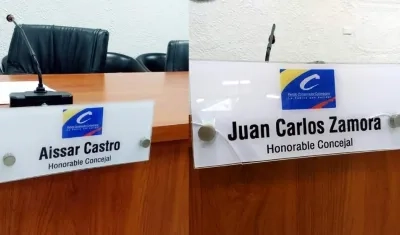 Aissar Castro
Honorable Concejal
Juan Carlos Zamora
Honorable Concejal